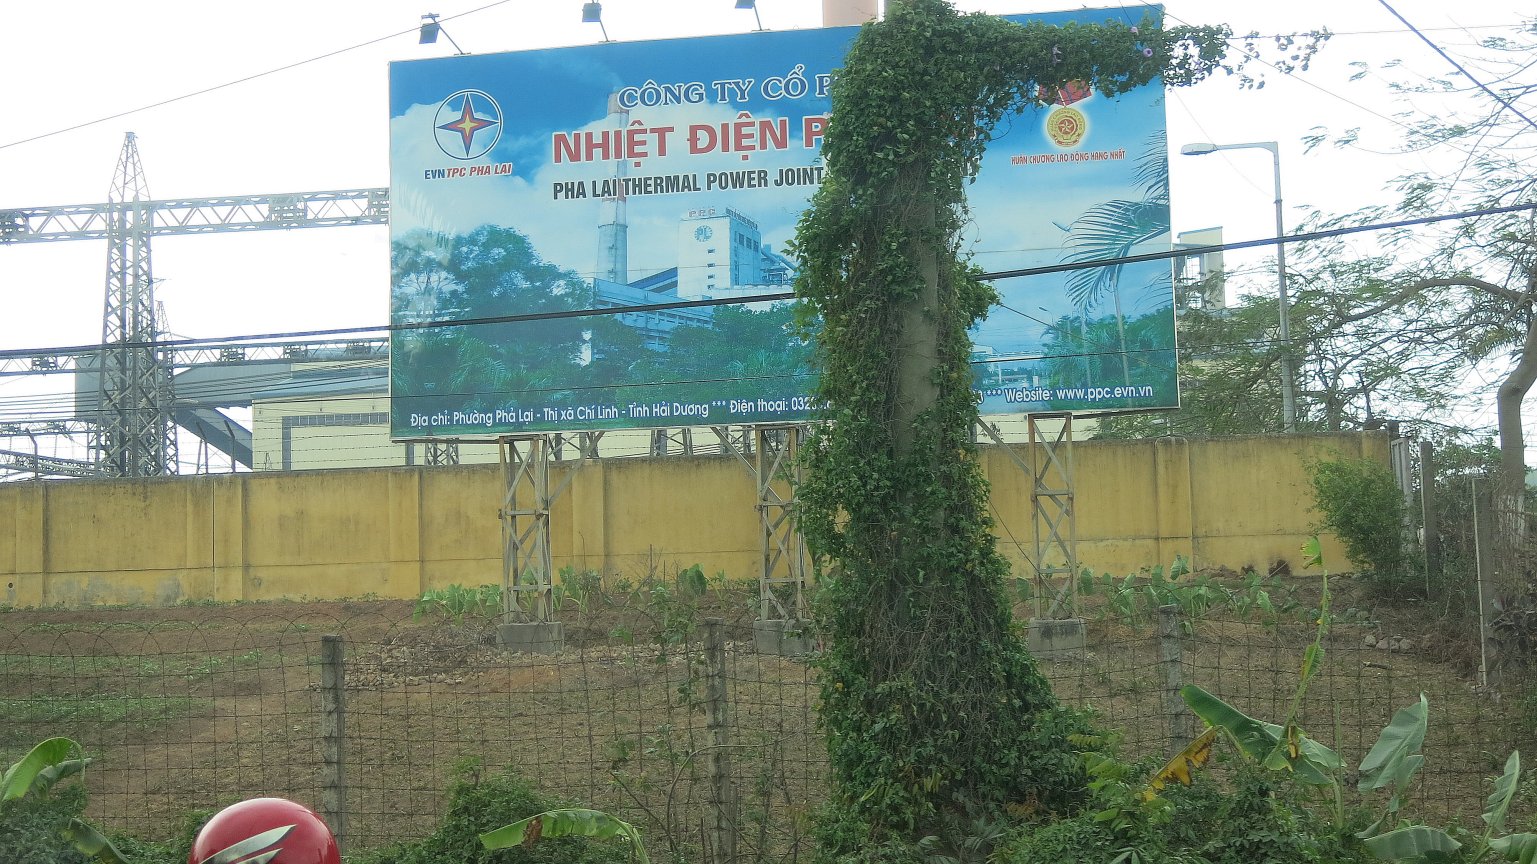 CÔNG TY CỔ P
NHIỆT ĐIỆN P
PHA LAI THERMAL POWER JOINT
EVNTPC PHA LAI
HUÂN CHƯƠNG LAO ĐỘNG HẠNG NHẤT
Địa chỉ: Phường Phả Lại - Thị xã Chí Linh - Tỉnh Hải Dương *** Điện thoại: 032 *** Website: www.ppc.evn.vn